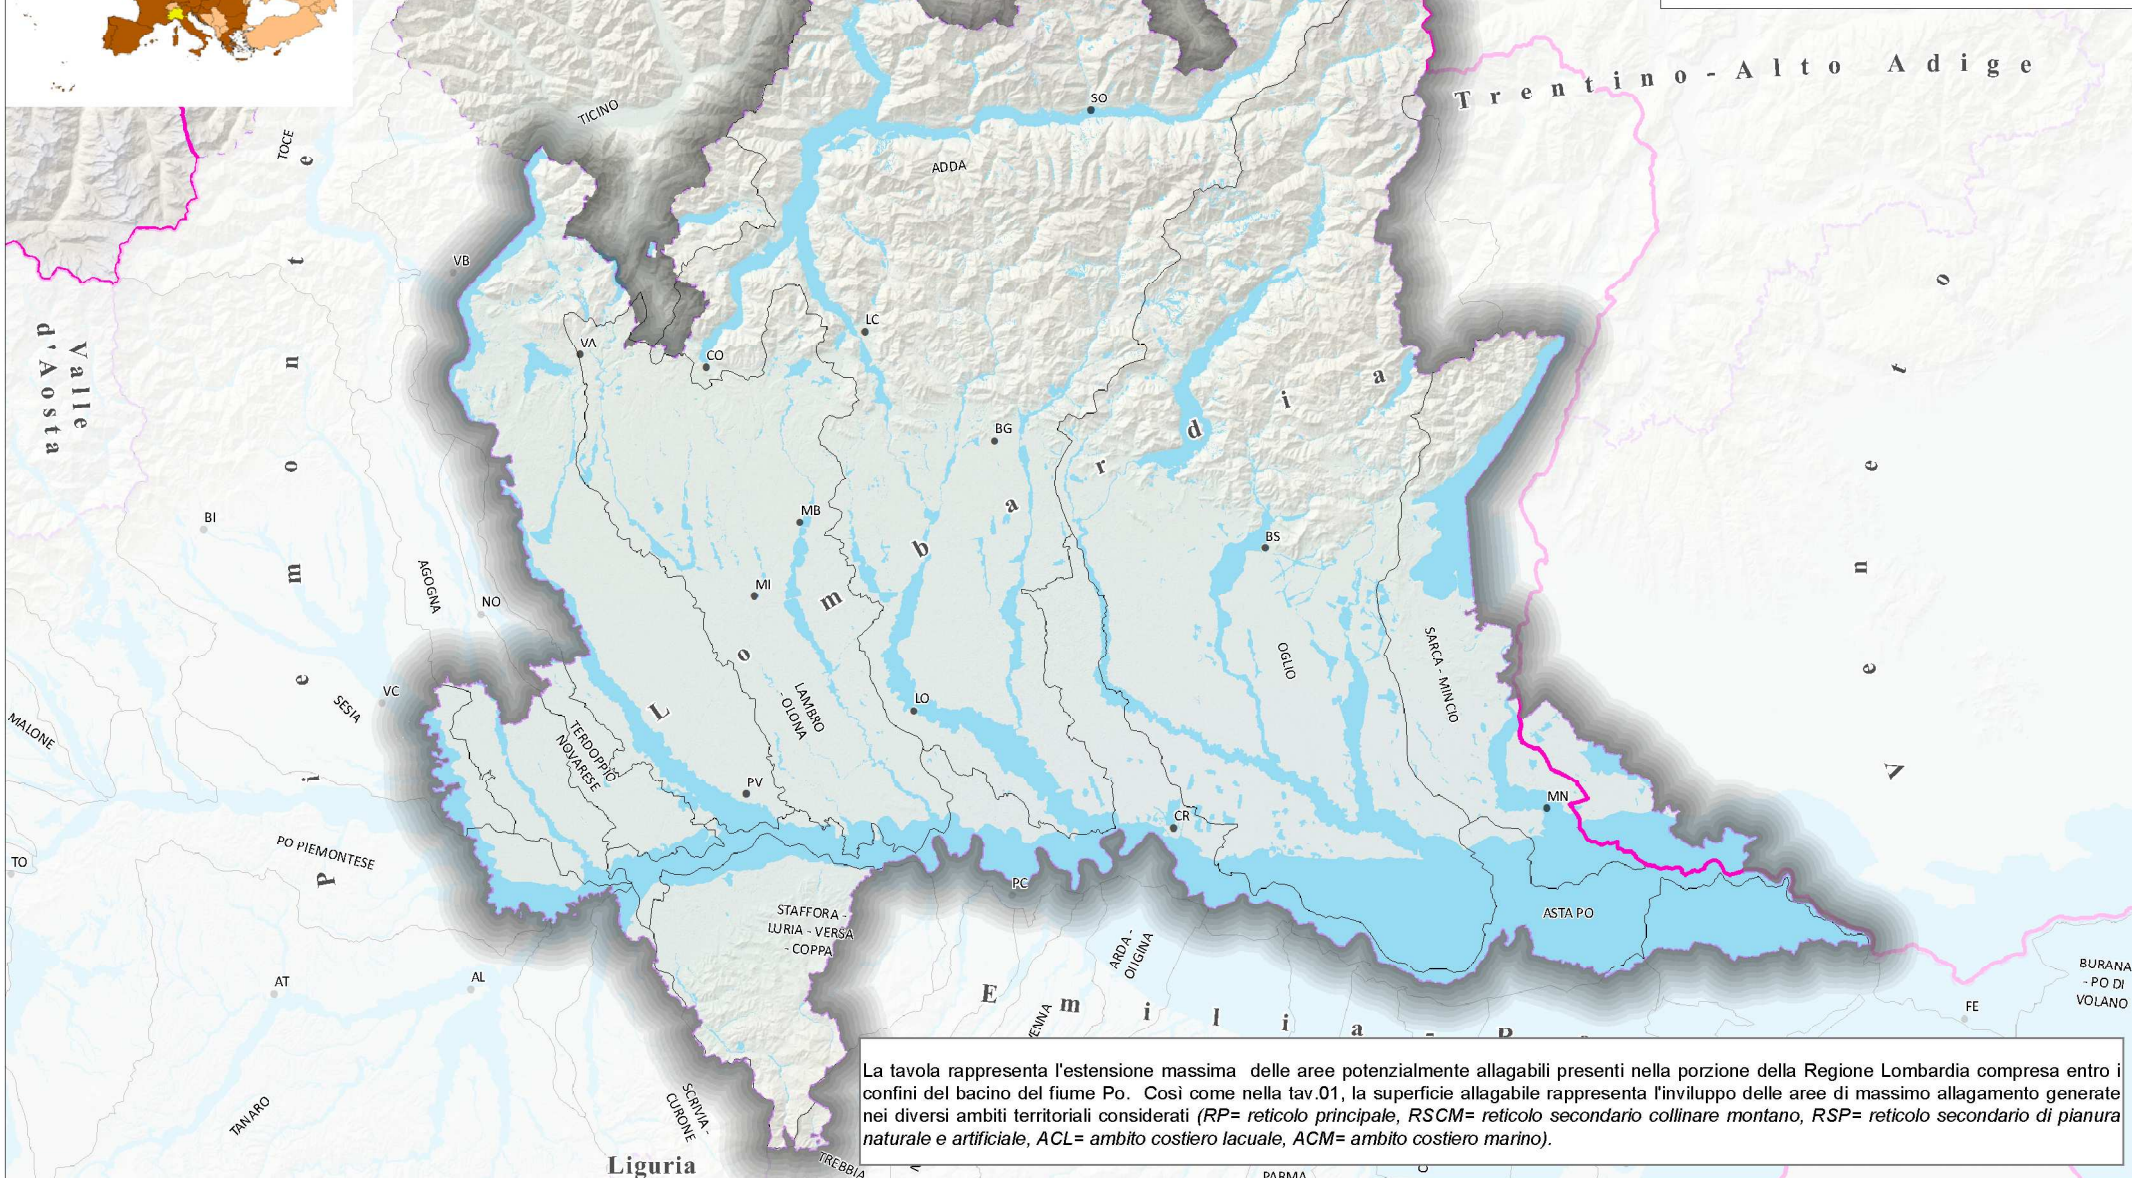 Trentino-Alto Adige
TICINO
TOCE
SO
ADDA
VB
Valle
d'Aosta
LC
VA
CO
Lombardia
BG
BI
MB
BS
AGOGNA
MI
NO
OGLIO
SARCA - MINCIO
Veneto
Piemonte
VC
SESIA
LO
LAMBRO
- OLONA
MALONE
TERDOPPIO
NOVARESE
PV
MN
CR
TO
PO PIEMONTESE
PC
STAFFORA -
LURIA - VERSA
- COPPA
ASTA PO
ARDA -
ONGINA
AT
AL
BURANA
- PO DI
VOLANO
FE
Emilia -
TANARO
SCRIVIA -
CURONE
Liguria
TREBBIA
PARMA
La tavola rappresenta l'estensione massima delle aree potenzialmente allagabili presenti nella porzione della Regione Lombardia compresa entro i
confini del bacino del fiume Po. Così come nella tav.01, la superficie allagabile rappresenta l'inviluppo delle aree di massimo allagamento generate
nei diversi ambiti territoriali considerati (RP= reticolo principale, RSCM= reticolo secondario collinare montano, RSP= reticolo secondario di pianura
naturale e artificiale, ACL= ambito costiero lacuale, ACM= ambito costiero marino).